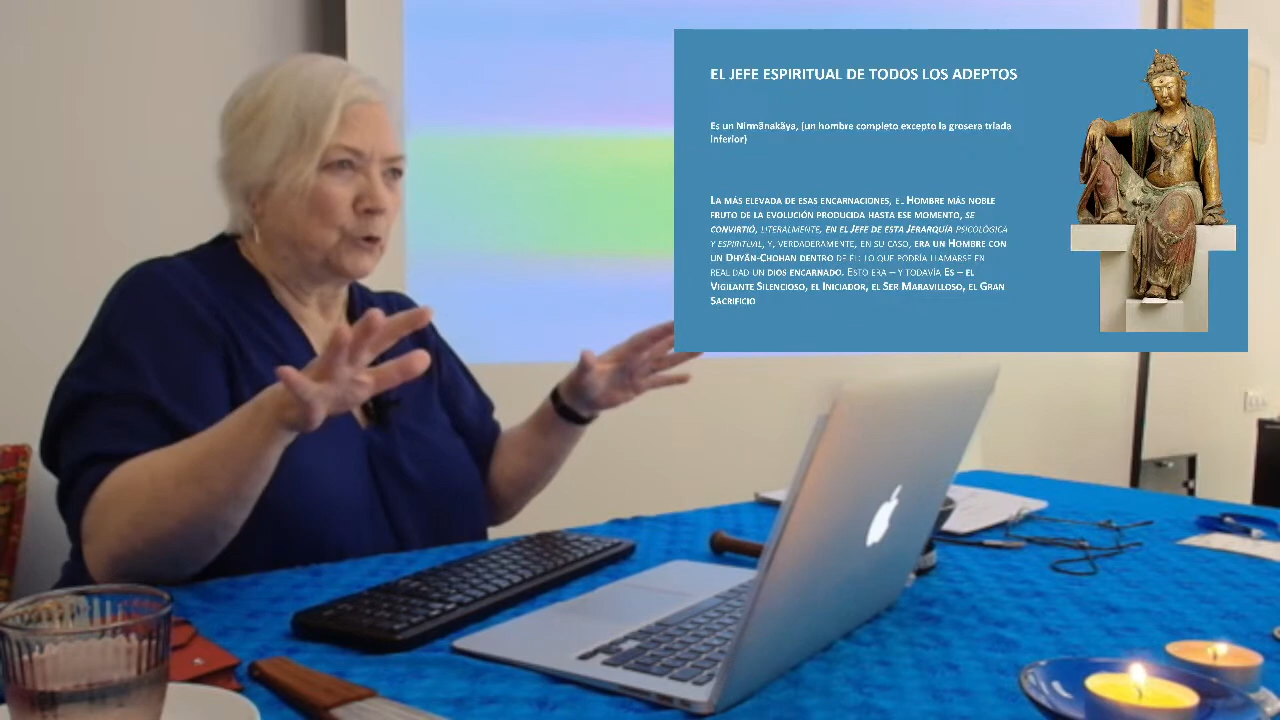 EL JEFE ESPIRITUAL DE TODOS LOS ADEPTOS
Es un Nirmānakāya, (un hombre completo excepto la grosera triada
inferior)
LA MÁS ELEVADA DE ESAS ENCARNACIONES, EL HOMBRE MÁS NOBLE
FRUTO DE LA EVOLUCIÓN PRODUCIDA HASTA ESE MOMENTO, SE
CONVIRTIÓ, LITERALMENTE, EN EL JEFE DE ESTA JERARQUÍA PSICOLÓGICA
Y ESPIRITUAL, Y, VERDADERAMENTE, EN SU CASO, ERA UN HOMBRE CON
UN DHYĀN-CHOHAN DENTRO DE ÉL: LO QUE PODRÍA LLAMARSE EN
REALIDAD UN DIOS ENCARNADO. ESTO ERA – Y TODAVÍA ES – EL
VIGILANTE SILENCIOSO, EL INICIADOR, EL SER MARAVILLOSO, EL GRAN
SACRIFICIO